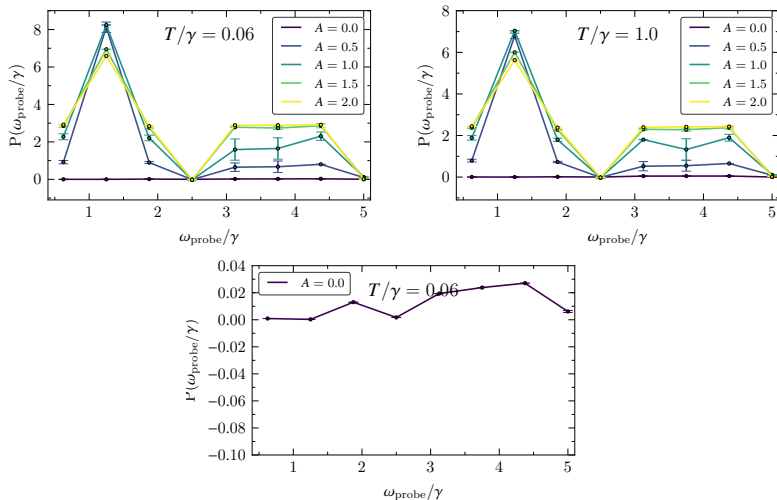 8
6
4
2
0
P(ω_probe/γ)
T/γ = 0.06
A = 0.0
A = 0.5
A = 1.0
A = 1.5
A = 2.0
1 2 3 4 5
ω_probe/γ
8
6
4
2
0
P(ω_probe/γ)
T/γ = 1.0
A = 0.0
A = 0.5
A = 1.0
A = 1.5
A = 2.0
1 2 3 4 5
ω_probe/γ
0.04
0.02
0.00
−0.02
−0.04
−0.06
−0.08
−0.10
P(ω_probe/γ)
A = 0.0
T/γ = 0.06
1 2 3 4 5
ω_probe/γ